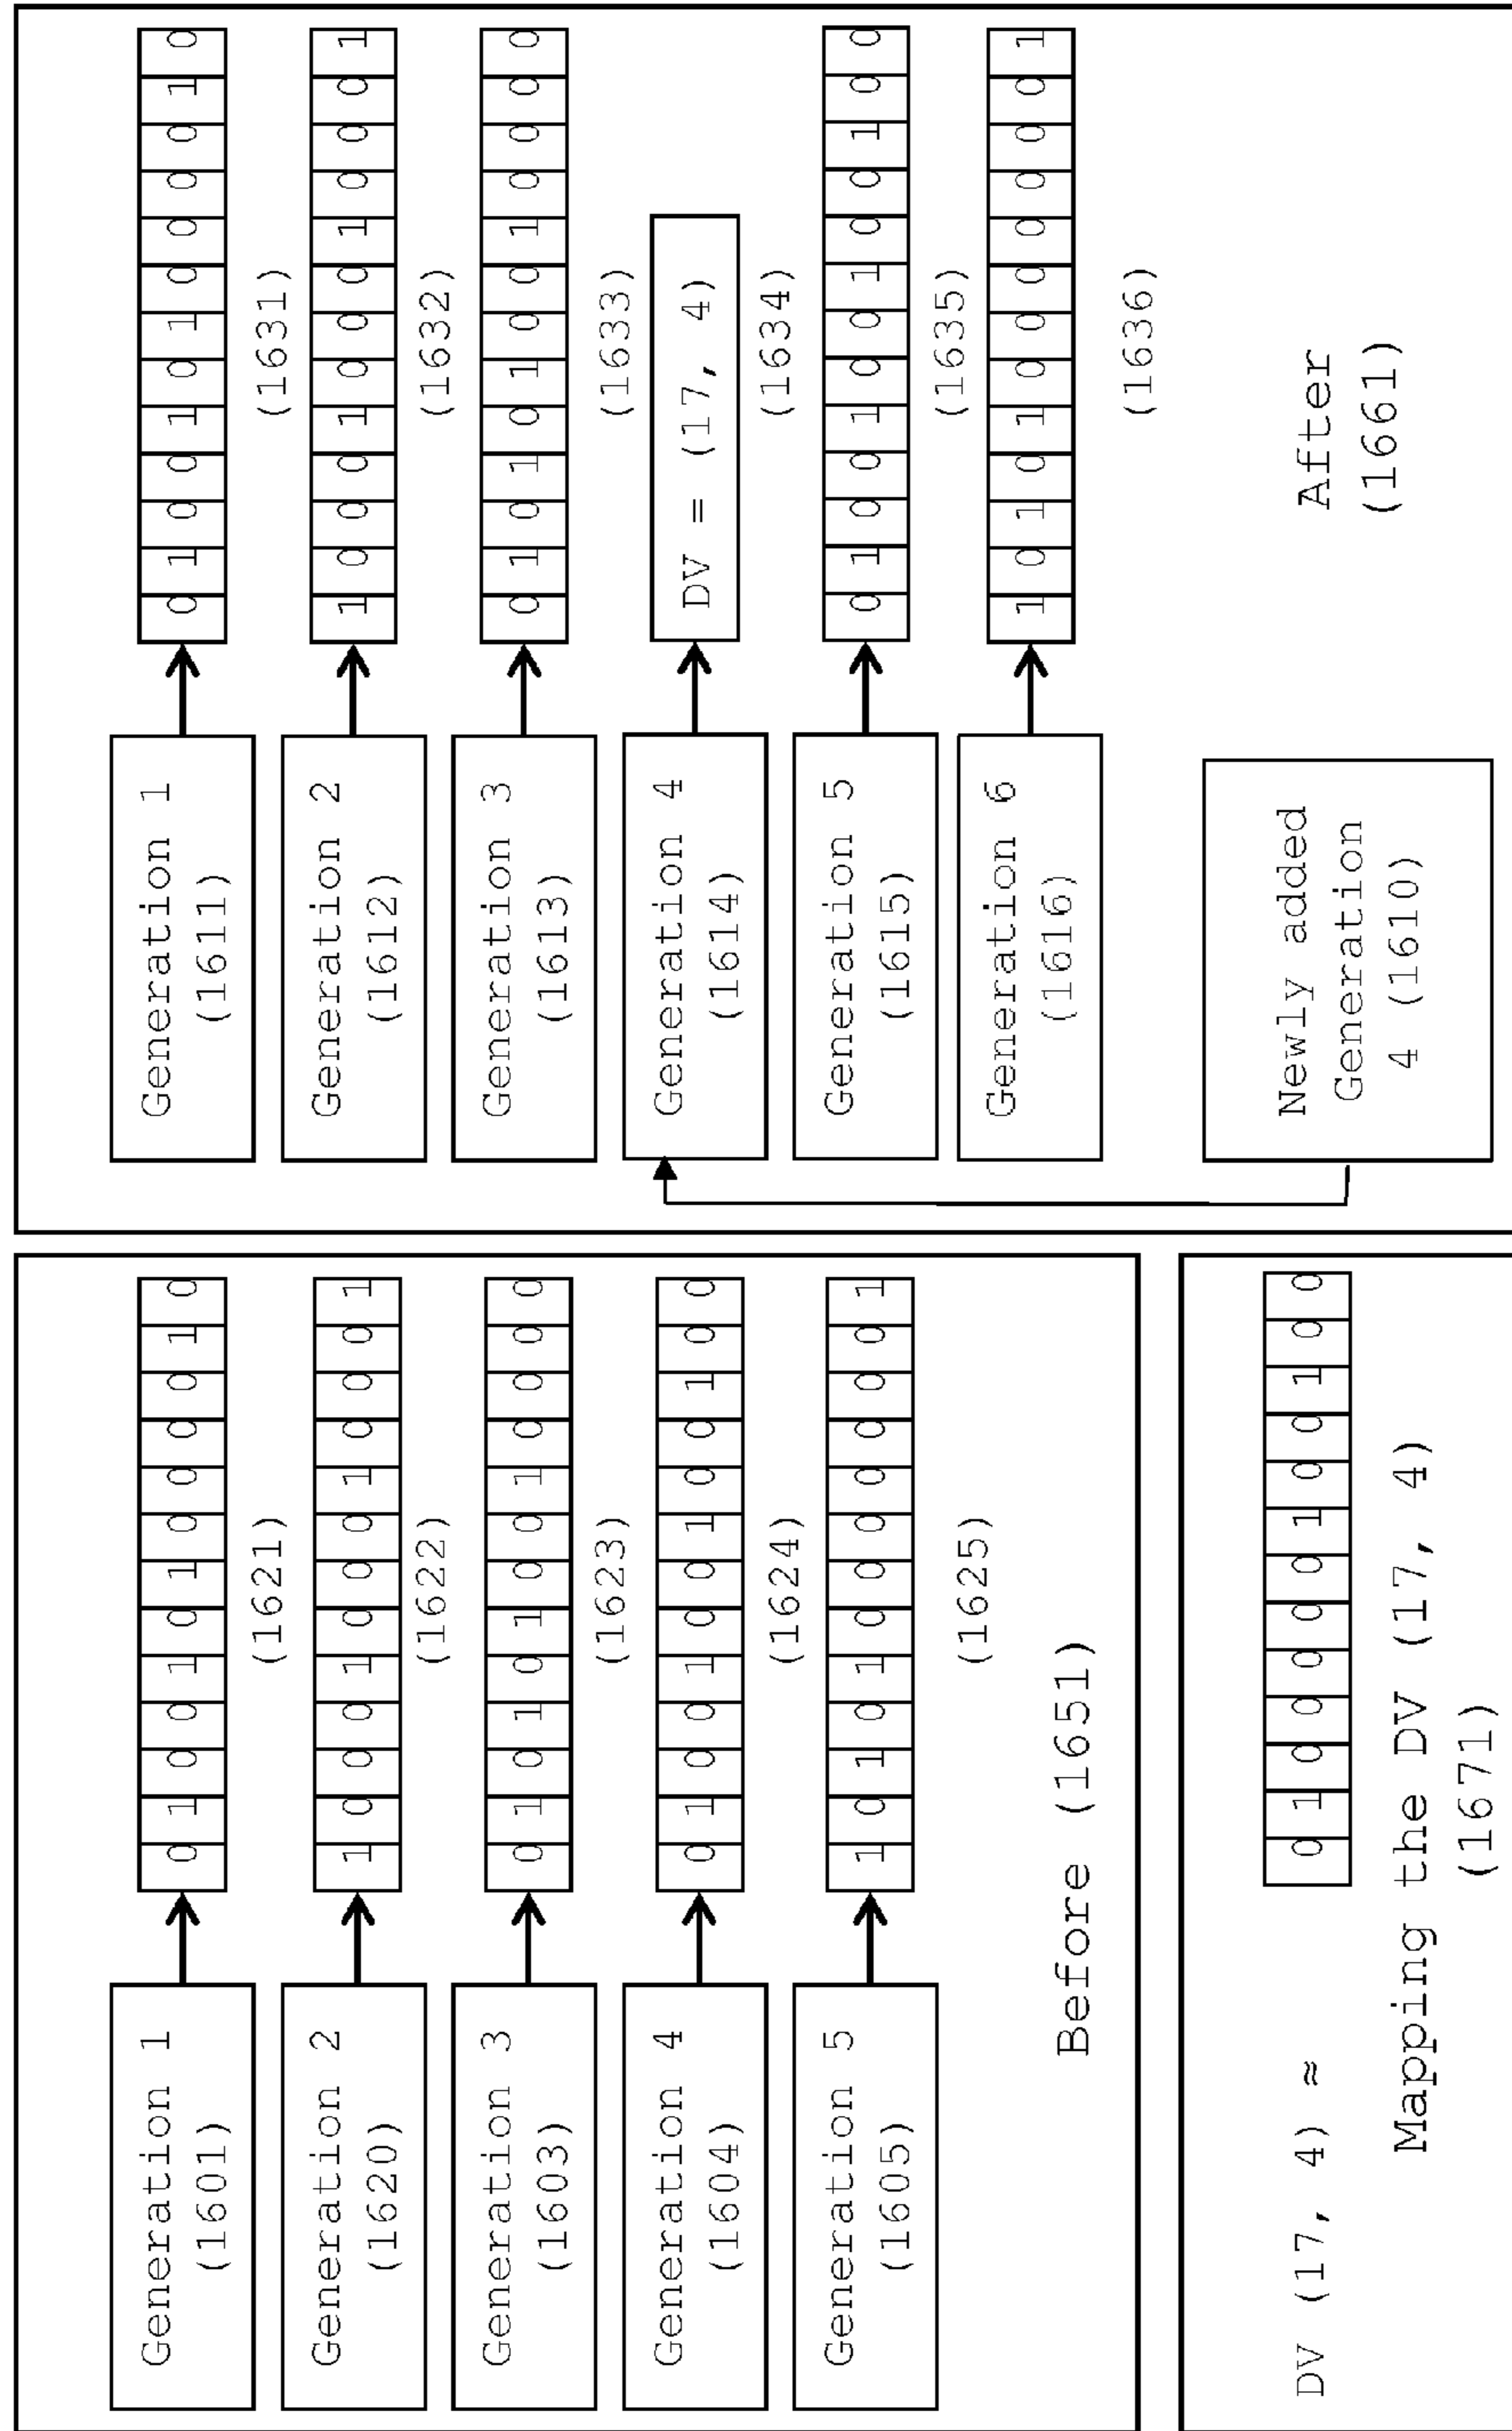 Generation 1
(1601)
0 1 0 0 1 0 1 0 0 0 0 1 0
(1621)
Generation 2
(1620)
1 0 0 0 1 0 0 0 1 0 0 0 1
(1622)
Generation 3
(1603)
0 1 0 1 0 1 0 0 1 0 0 0 0
(1623)
Generation 4
(1604)
0 1 0 0 1 0 0 1 0 0 1 0 0
(1624)
Generation 5
(1605)
1 0 1 0 1 0 0 0 0 0 0 0 1
(1625)
Before (1651)
DV (17, 4) ≈
0 1 0 0 0 0 0 1 0 0 1 0 0
Mapping the DV (17, 4)
(1671)
Generation 1
(1611)
0 1 0 0 1 0 1 0 0 0 0 1 0
(1631)
Generation 2
(1612)
1 0 0 0 1 0 0 0 1 0 0 0 1
(1632)
Generation 3
(1613)
0 1 0 1 0 1 0 0 1 0 0 0 0
(1633)
Generation 4
(1614)
DV = (17, 4)
(1634)
Generation 5
(1615)
0 1 0 0 1 0 0 1 0 0 1 0 0
(1635)
Generation 6
(1616)
1 0 1 0 1 0 0 0 0 0 0 0 1
(1636)
Newly added
Generation
4 (1610)
After
(1661)